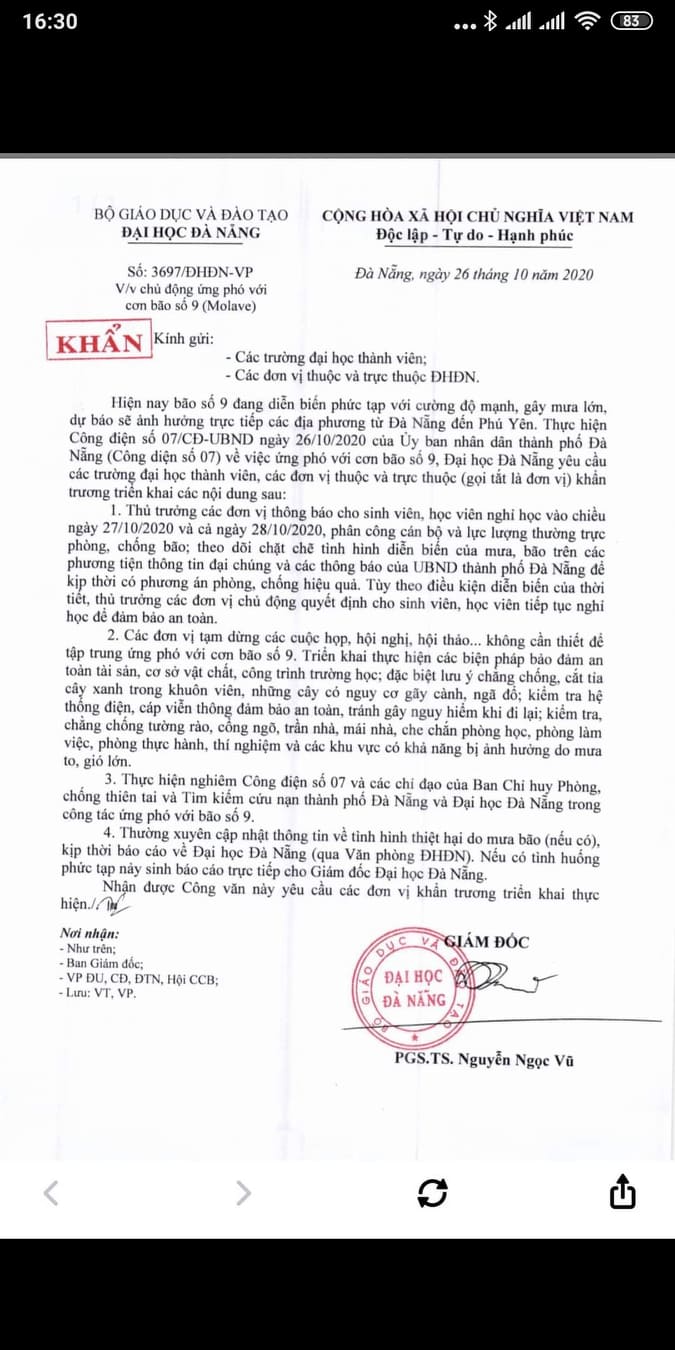 16:30
83
BỘ GIÁO DỤC VÀ ĐÀO TẠO
ĐẠI HỌC ĐÀ NẴNG
CỘNG HÒA XÃ HỘI CHỦ NGHĨA VIỆT NAM
Độc lập - Tự do - Hạnh phúc
Số: 3697/ĐHĐN-VP
V/v chủ động ứng phó với
cơn bão số 9 (Molave)
Đà Nẵng, ngày 26 tháng 10 năm 2020
KHẨN
Kính gửi:
- Các trường đại học thành viên;
- Các đơn vị thuộc và trực thuộc ĐHĐN.
Hiện nay bão số 9 đang diễn biến phức tạp với cường độ mạnh, gây mưa lớn,
dự báo sẽ ảnh hưởng trực tiếp các địa phương từ Đà Nẵng đến Phú Yên. Thực hiện
Công điện số 07/CĐ-UBND ngày 26/10/2020 của Ủy ban nhân dân thành phố Đà
Nẵng (Công điện số 07) về việc ứng phó với cơn bão số 9, Đại học Đà Nẵng yêu cầu
các trường đại học thành viên, các đơn vị thuộc và trực thuộc (gọi tắt là đơn vị) khẩn
trương triển khai các nội dung sau:
1. Thủ trưởng các đơn vị thông báo cho sinh viên, học viên nghỉ học vào chiều
ngày 27/10/2020 và cả ngày 28/10/2020, phân công cán bộ và lực lượng thường trực
phòng, chống bão; theo dõi chặt chẽ tình hình diễn biến của mưa, bão trên các
phương tiện thông tin đại chúng và các thông báo của UBND thành phố Đà Nẵng để
kịp thời có phương án phòng, chống hiệu quả. Tùy theo điều kiện diễn biến của thời
tiết, thủ trưởng các đơn vị chủ động quyết định cho sinh viên, học viên tiếp tục nghỉ
học để đảm bảo an toàn.
2. Các đơn vị tạm dừng các cuộc họp, hội nghị, hội thảo... không cần thiết để
tập trung ứng phó với cơn bão số 9. Triển khai thực hiện các biện pháp bảo đảm an
toàn tài sản, cơ sở vật chất, công trình trường học; đặc biệt lưu ý chằng chống, cắt tỉa
cây xanh trong khuôn viên, những cây có nguy cơ gãy cành, ngã đổ; kiểm tra hệ
thống điện, cáp viễn thông đảm bảo an toàn, tránh gây nguy hiểm khi đi lại; kiểm tra,
chằng chống tường rào, cổng ngõ, trần nhà, mái nhà, che chắn phòng học, phòng làm
việc, phòng thực hành, thí nghiệm và các khu vực có khả năng bị ảnh hưởng do mưa
to, gió lớn.
3. Thực hiện nghiêm Công điện số 07 và các chỉ đạo của Ban Chỉ huy Phòng,
chống thiên tai và Tìm kiếm cứu nạn thành phố Đà Nẵng và Đại học Đà Nẵng trong
công tác ứng phó với bão số 9.
4. Thường xuyên cập nhật thông tin về tình hình thiệt hại do mưa bão (nếu có),
kịp thời báo cáo về Đại học Đà Nẵng (qua Văn phòng ĐHĐN). Nếu có tình huống
phức tạp nảy sinh báo cáo trực tiếp cho Giám đốc Đại học Đà Nẵng.
Nhận được Công văn này yêu cầu các đơn vị khẩn trương triển khai thực
hiện./.
Nơi nhận:
- Như trên;
- Ban Giám đốc;
- VP ĐU, CĐ, ĐTN, Hội CCB;
- Lưu: VT, VP.
GIÁM ĐỐC
BỘ GIÁO DỤC VÀ ĐÀO TẠO
ĐẠI HỌC
ĐÀ NẴNG
PGS.TS. Nguyễn Ngọc Vũ